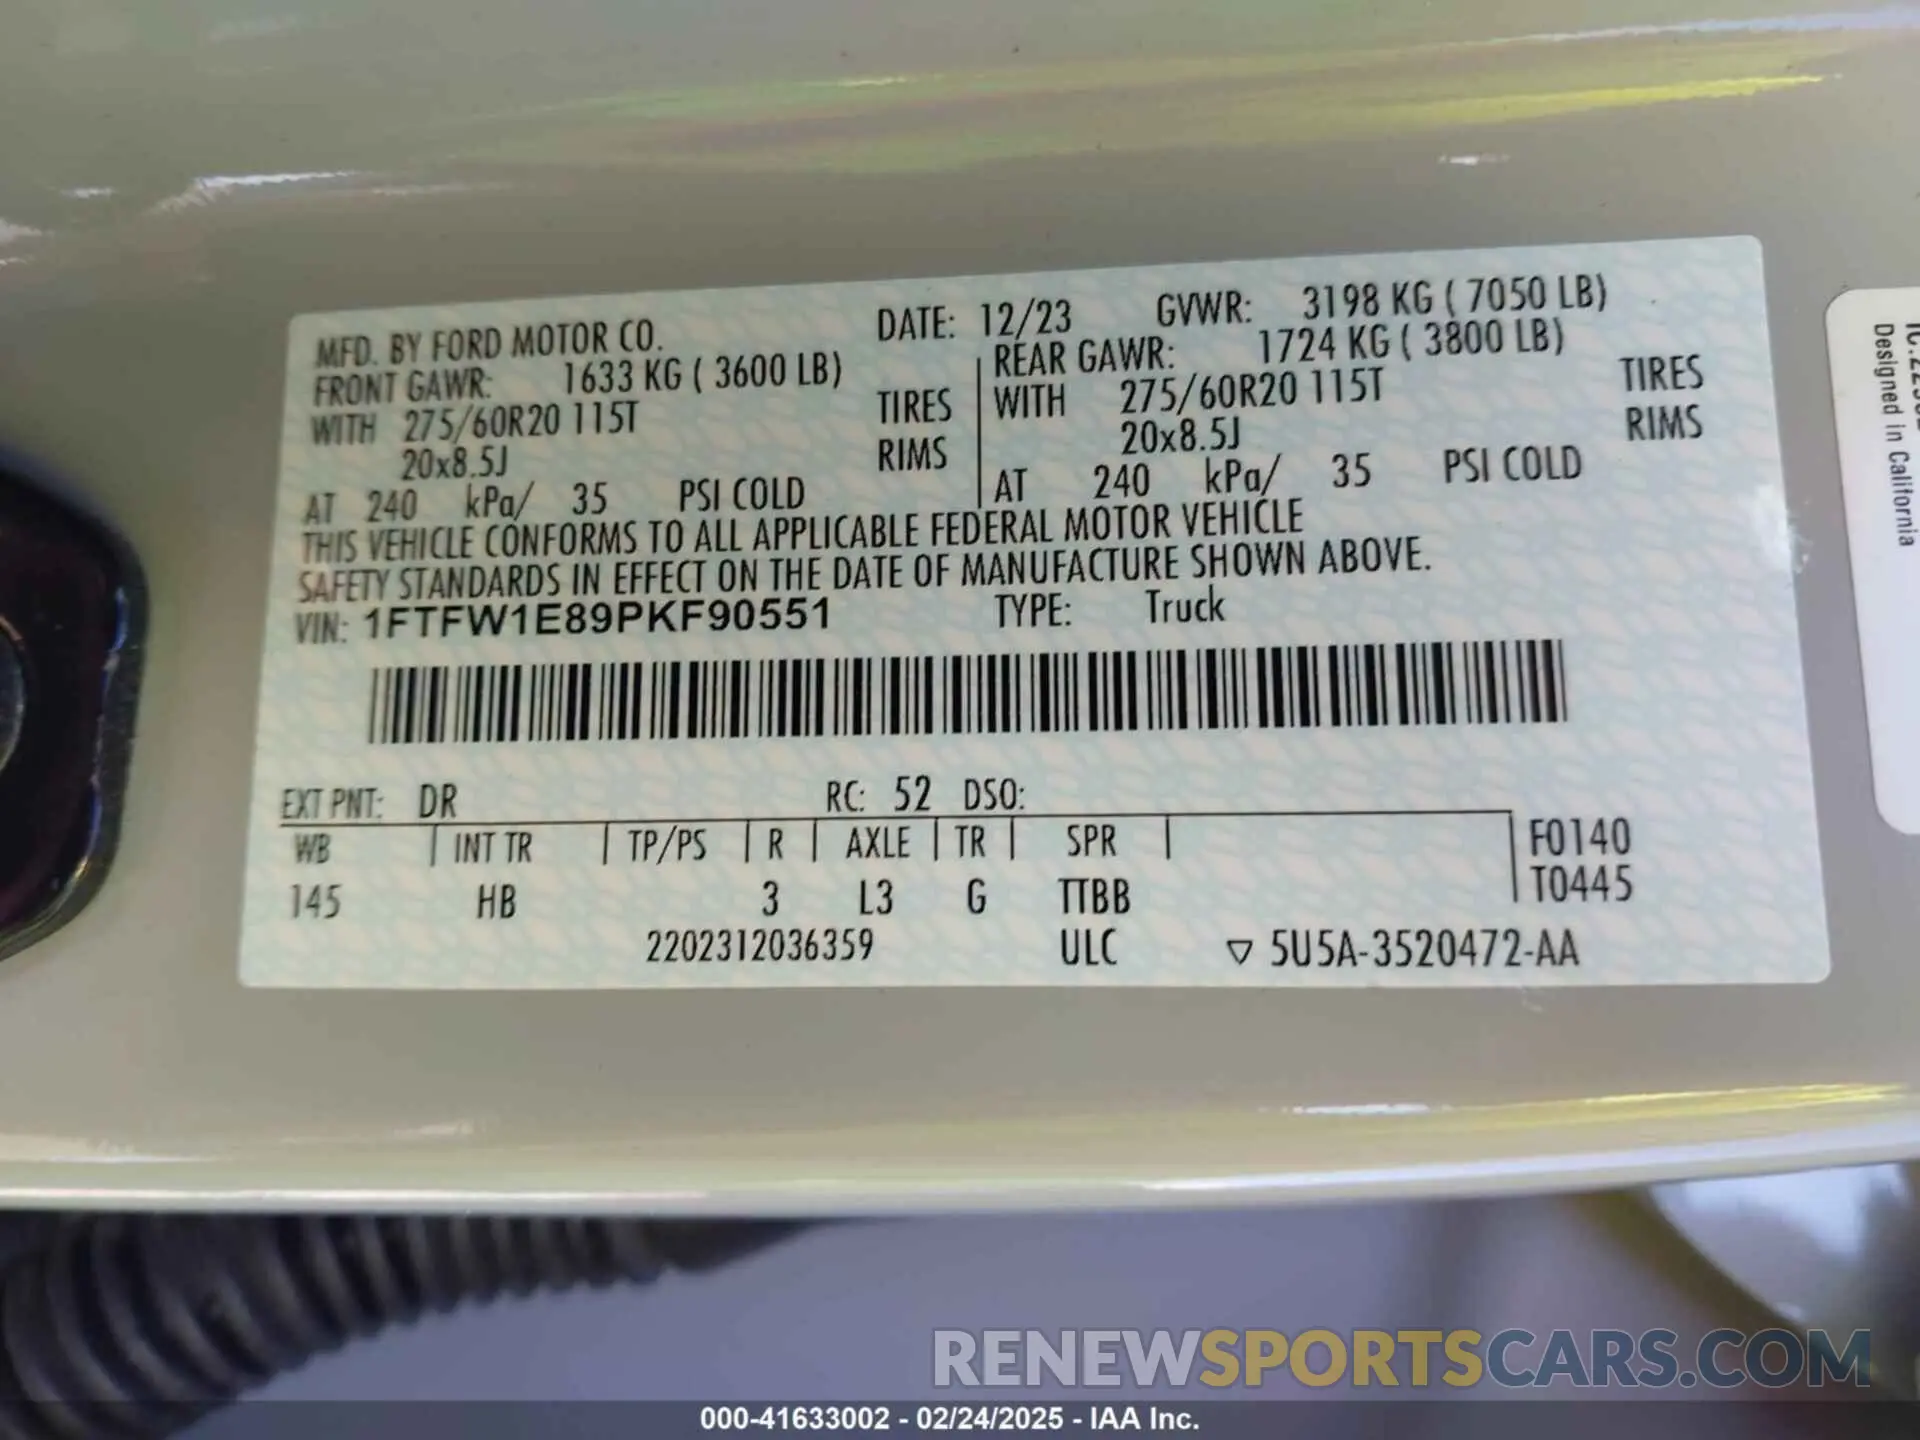 MFD. BY FORD MOTOR CO. DATE: 12/23 GVWR: 3198 KG ( 7050 LB)
FRONT GAWR: 1633 KG ( 3600 LB) REAR GAWR: 1724 KG ( 3800 LB)
WITH 275/60R20 115T TIRES WITH 275/60R20 115T TIRES
20x8.5J RIMS 20x8.5J RIMS
AT 240 kPa/ 35 PSI COLD AT 240 kPa/ 35 PSI COLD
THIS VEHICLE CONFORMS TO ALL APPLICABLE FEDERAL MOTOR VEHICLE
SAFETY STANDARDS IN EFFECT ON THE DATE OF MANUFACTURE SHOWN ABOVE.
VIN: 1FTFW1E89PKF90551 TYPE: Truck
EXT PNT: DR RC: 52 DSO:
WB INT TR TP/PS R AXLE TR SPR F0140
145 HB 3 L3 G TTBB T0445
2202312036359 ULC ▽ 5U5A-3520472-AA
Designed in California
RENEWSPORTSCARS.COM
000-41633002 - 02/24/2025 - IAA Inc.